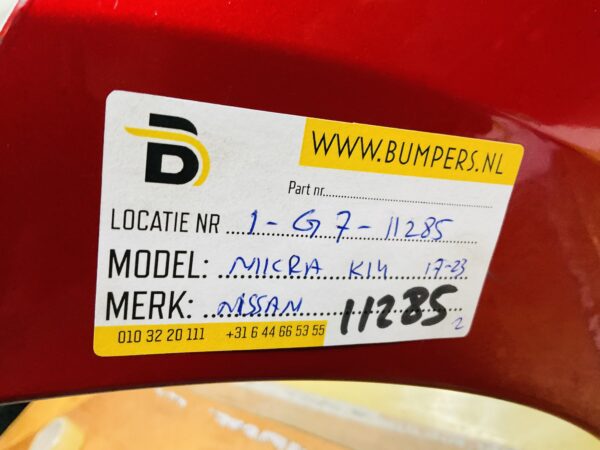 B
WWW.BUMPERS.NL
Part nr
LOCATIE NR 1-G7-11285
MODEL: MICRA K14 17-23
MERK: NISSAN 11285 2
010 32 20 111 +31 6 44 66 53 55